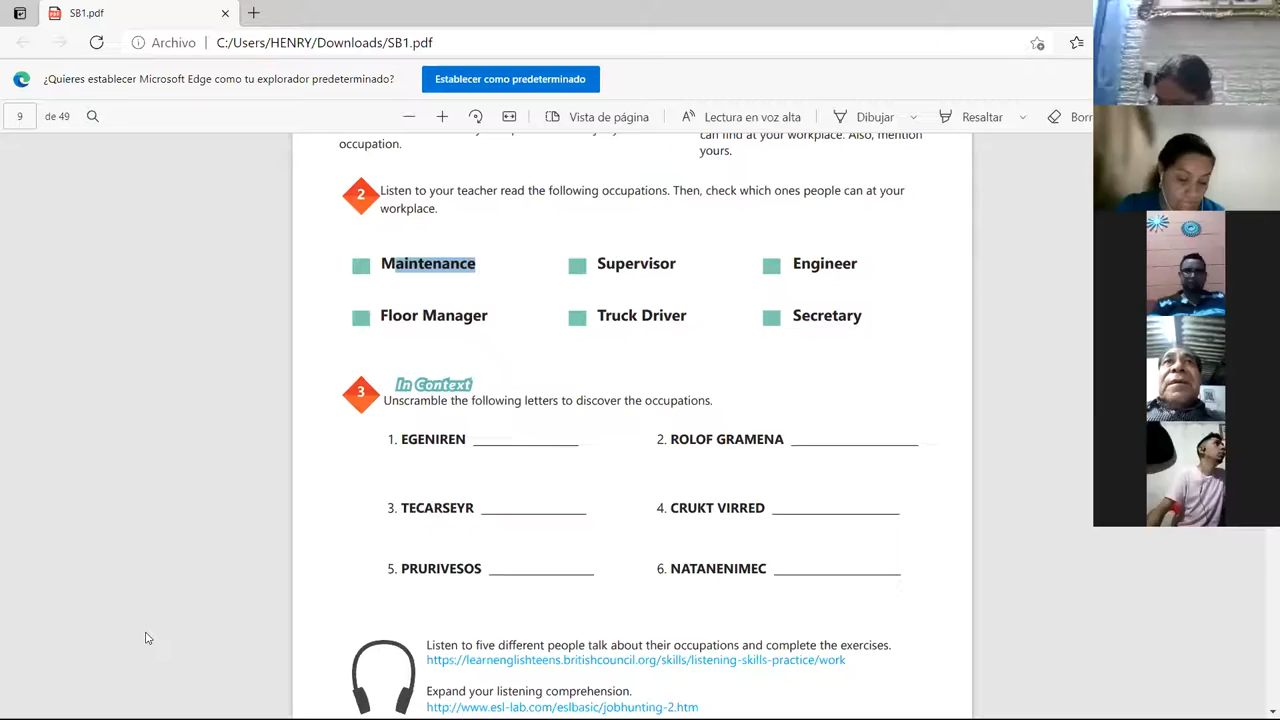 SB1.pdf
Archivo
C:/Users/HENRY/Downloads/SB1.pdf
¿Quieres establecer Microsoft Edge como tu explorador predeterminado?
Establecer como predeterminado
9
de 49
Vista de página
Lectura en voz alta
Dibujar
Resaltar
Borr
occupation.
can find at your workplace. Also, mention
yours.
2
Listen to your teacher read the following occupations. Then, check which ones people can at your
workplace.
Maintenance
Supervisor
Engineer
Floor Manager
Truck Driver
Secretary
3
In Context
Unscramble the following letters to discover the occupations.
1. EGENIREN
2. ROLOF GRAMENA
3. TECARSEYR
4. CRUKT VIRRED
5. PRURIVESOS
6. NATANENIMEC
Listen to five different people talk about their occupations and complete the exercises.
https://learnenglishteens.britishcouncil.org/skills/listening-skills-practice/work
Expand your listening comprehension.
http://www.esl-lab.com/eslbasic/jobhunting-2.htm